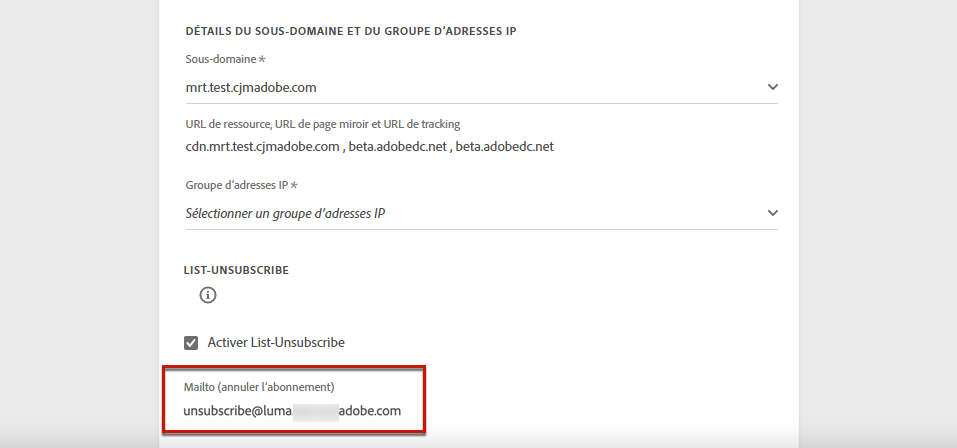 DÉTAILS DU SOUS-DOMAINE ET DU GROUPE D'ADRESSES IP
Sous-domaine *
mrt.test.cjmadobe.com
URL de ressource, URL de page miroir et URL de tracking
cdn.mrt.test.cjmadobe.com , beta.adobedc.net , beta.adobedc.net
Groupe d'adresses IP *
Sélectionner un groupe d'adresses IP
LIST-UNSUBSCRIBE
Activer List-Unsubscribe
Mailto (annuler l'abonnement)
unsubscribe@luma. adobe.com